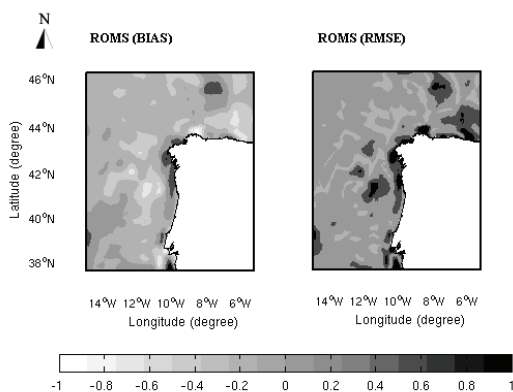 N
ROMS (BIAS)
ROMS (RMSE)
46°N
44°N
42°N
40°N
38°N
Latitude (degree)
14°W 12°W 10°W 8°W 6°W
14°W 12°W 10°W 8°W 6°W
Longitude (degree)
Longitude (degree)
-1 -0.8 -0.6 -0.4 -0.2 0 0.2 0.4 0.6 0.8 1